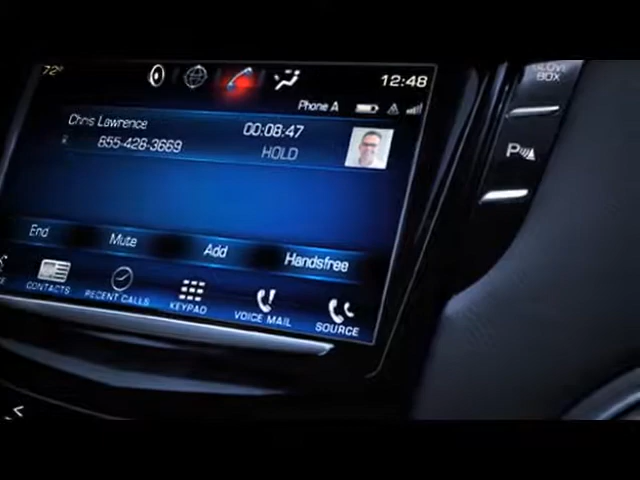 72°
12:48
GLOVE
BOX
Phone A
Chris Lawrence
00:08:47
655-426-3669
HOLD
P
End
Mute
Add
Handsfree
CONTACTS
RECENT CALLS
KEYPAD
VOICE MAIL
SOURCE